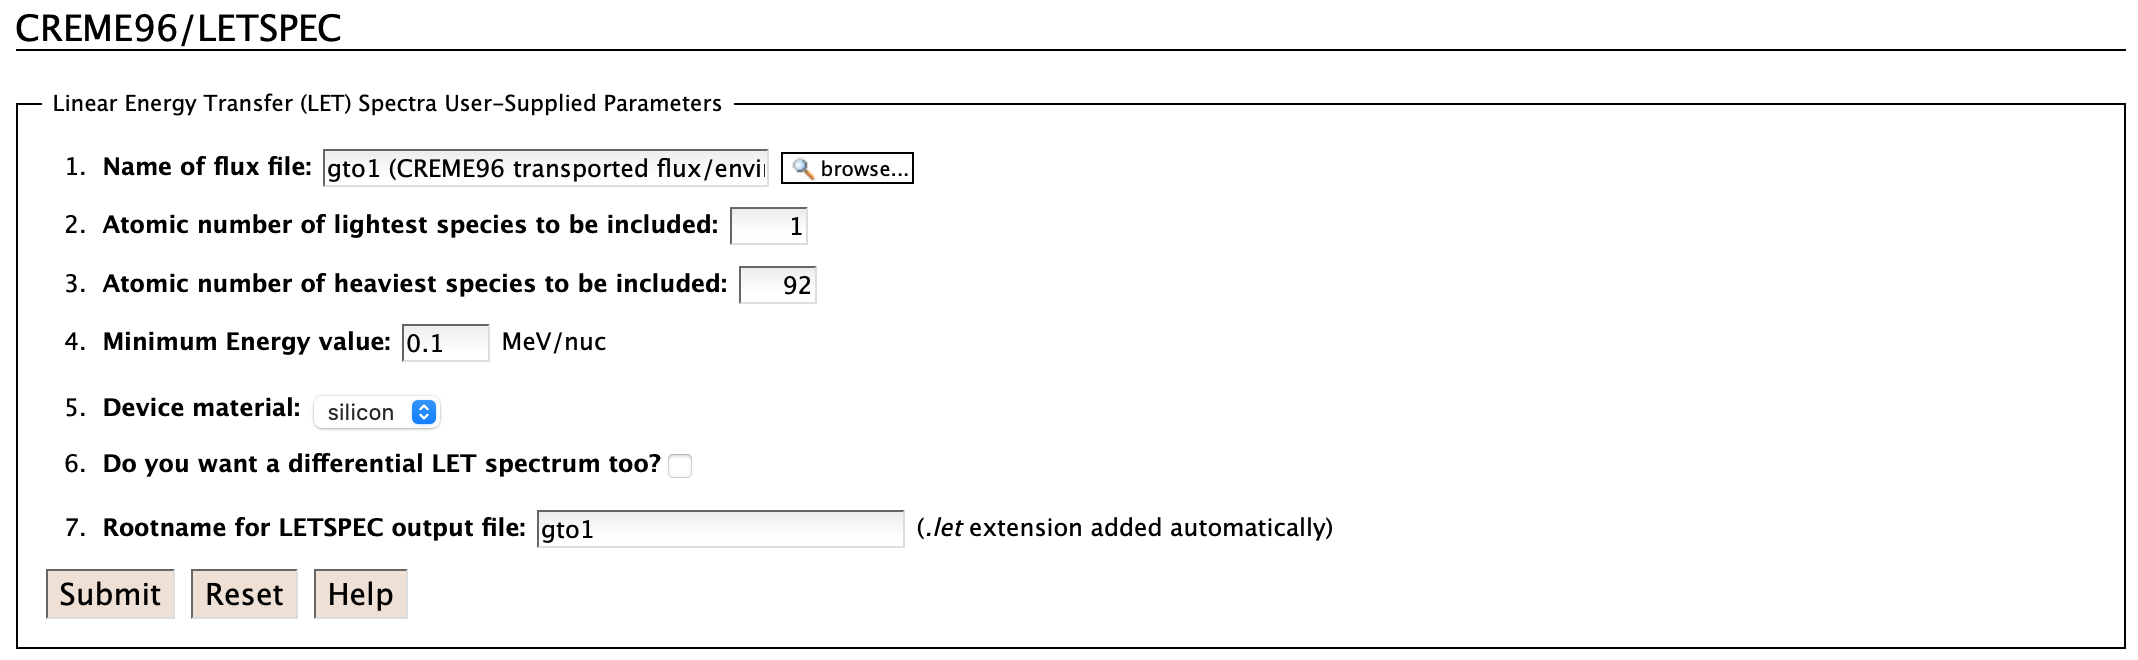 CREME96/LETSPEC
Linear Energy Transfer (LET) Spectra User-Supplied Parameters
1. Name of flux file: gto1 (CREME96 transported flux/envi browse...
2. Atomic number of lightest species to be included: 1
3. Atomic number of heaviest species to be included: 92
4. Minimum Energy value: 0.1 MeV/nuc
5. Device material: silicon
6. Do you want a differential LET spectrum too?
7. Rootname for LETSPEC output file: gto1 (.let extension added automatically)
Submit Reset Help